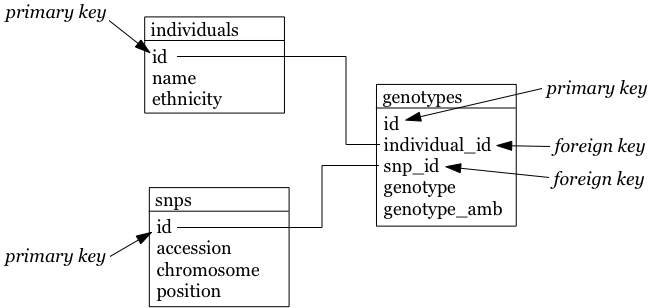 primary key
individuals
id
name
ethnicity
genotypes
id
individual_id
snp_id
genotype
genotype_amb
primary key
foreign key
foreign key
snps
id
accession
chromosome
position
primary key